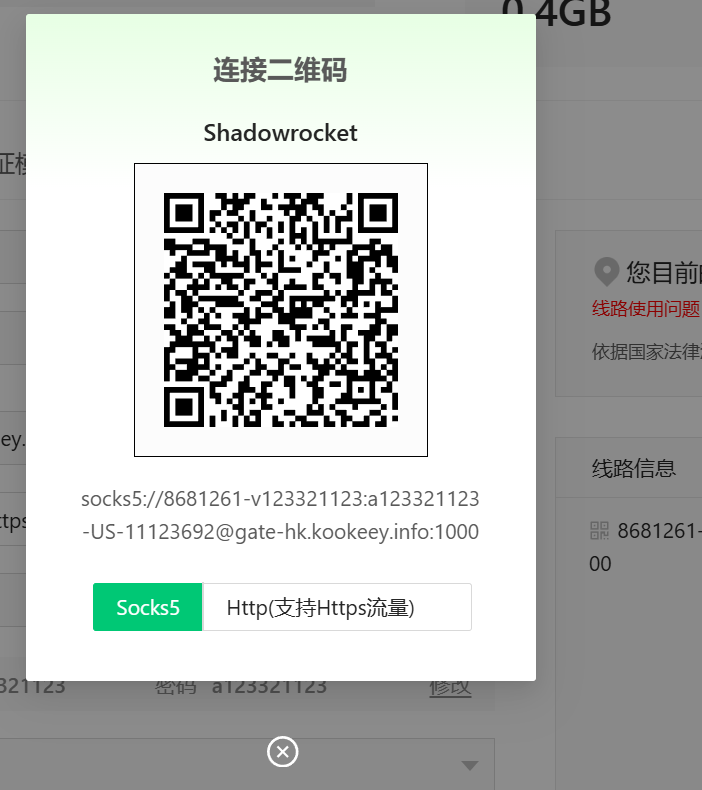 0.4GB
连接二维码
Shadowrocket
您目前
线路使用问题
依据国家法律
ey.
socks5://8681261-v123321123:a123321123
-US-11123692@gate-hk.kookeey.info:1000
线路信息
ttps
8681261-
00
Socks5 Http(支持Https流量)
321123 密码 a123321123 修改